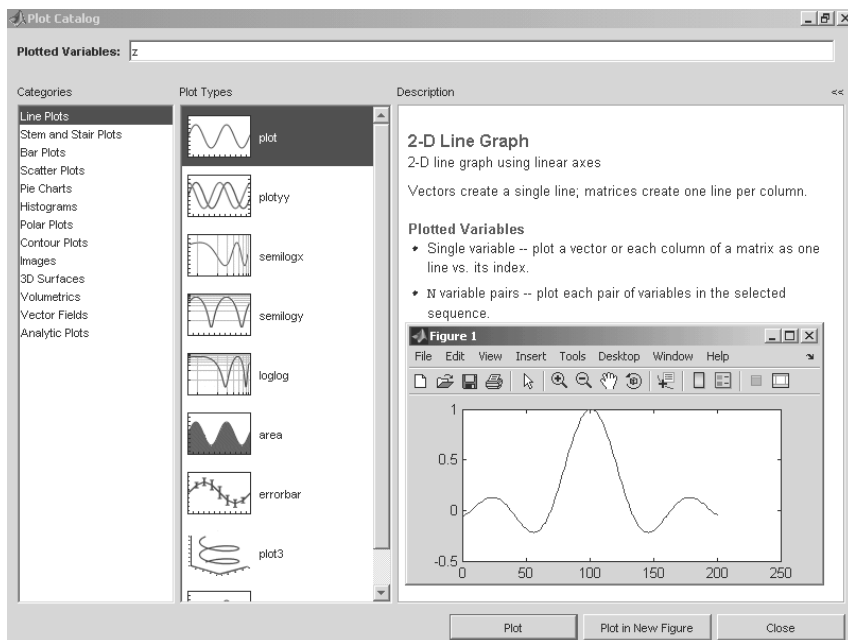 Plot Catalog
Plotted Variables: z
Categories
Line Plots
Stem and Stair Plots
Bar Plots
Scatter Plots
Pie Charts
Histograms
Polar Plots
Contour Plots
Images
3D Surfaces
Volumetrics
Vector Fields
Analytic Plots
Plot Types
plot
plotyy
semilogx
semilogy
loglog
area
errorbar
plot3
Description <<
2-D Line Graph
2-D line graph using linear axes
Vectors create a single line; matrices create one line per column.
Plotted Variables
• Single variable -- plot a vector or each column of a matrix as one
line vs. its index.
• N variable pairs -- plot each pair of variables in the selected
sequence.
Figure 1
File Edit View Insert Tools Desktop Window Help
1
0.5
0
-0.5
0 50 100 150 200 250
Plot Plot in New Figure Close